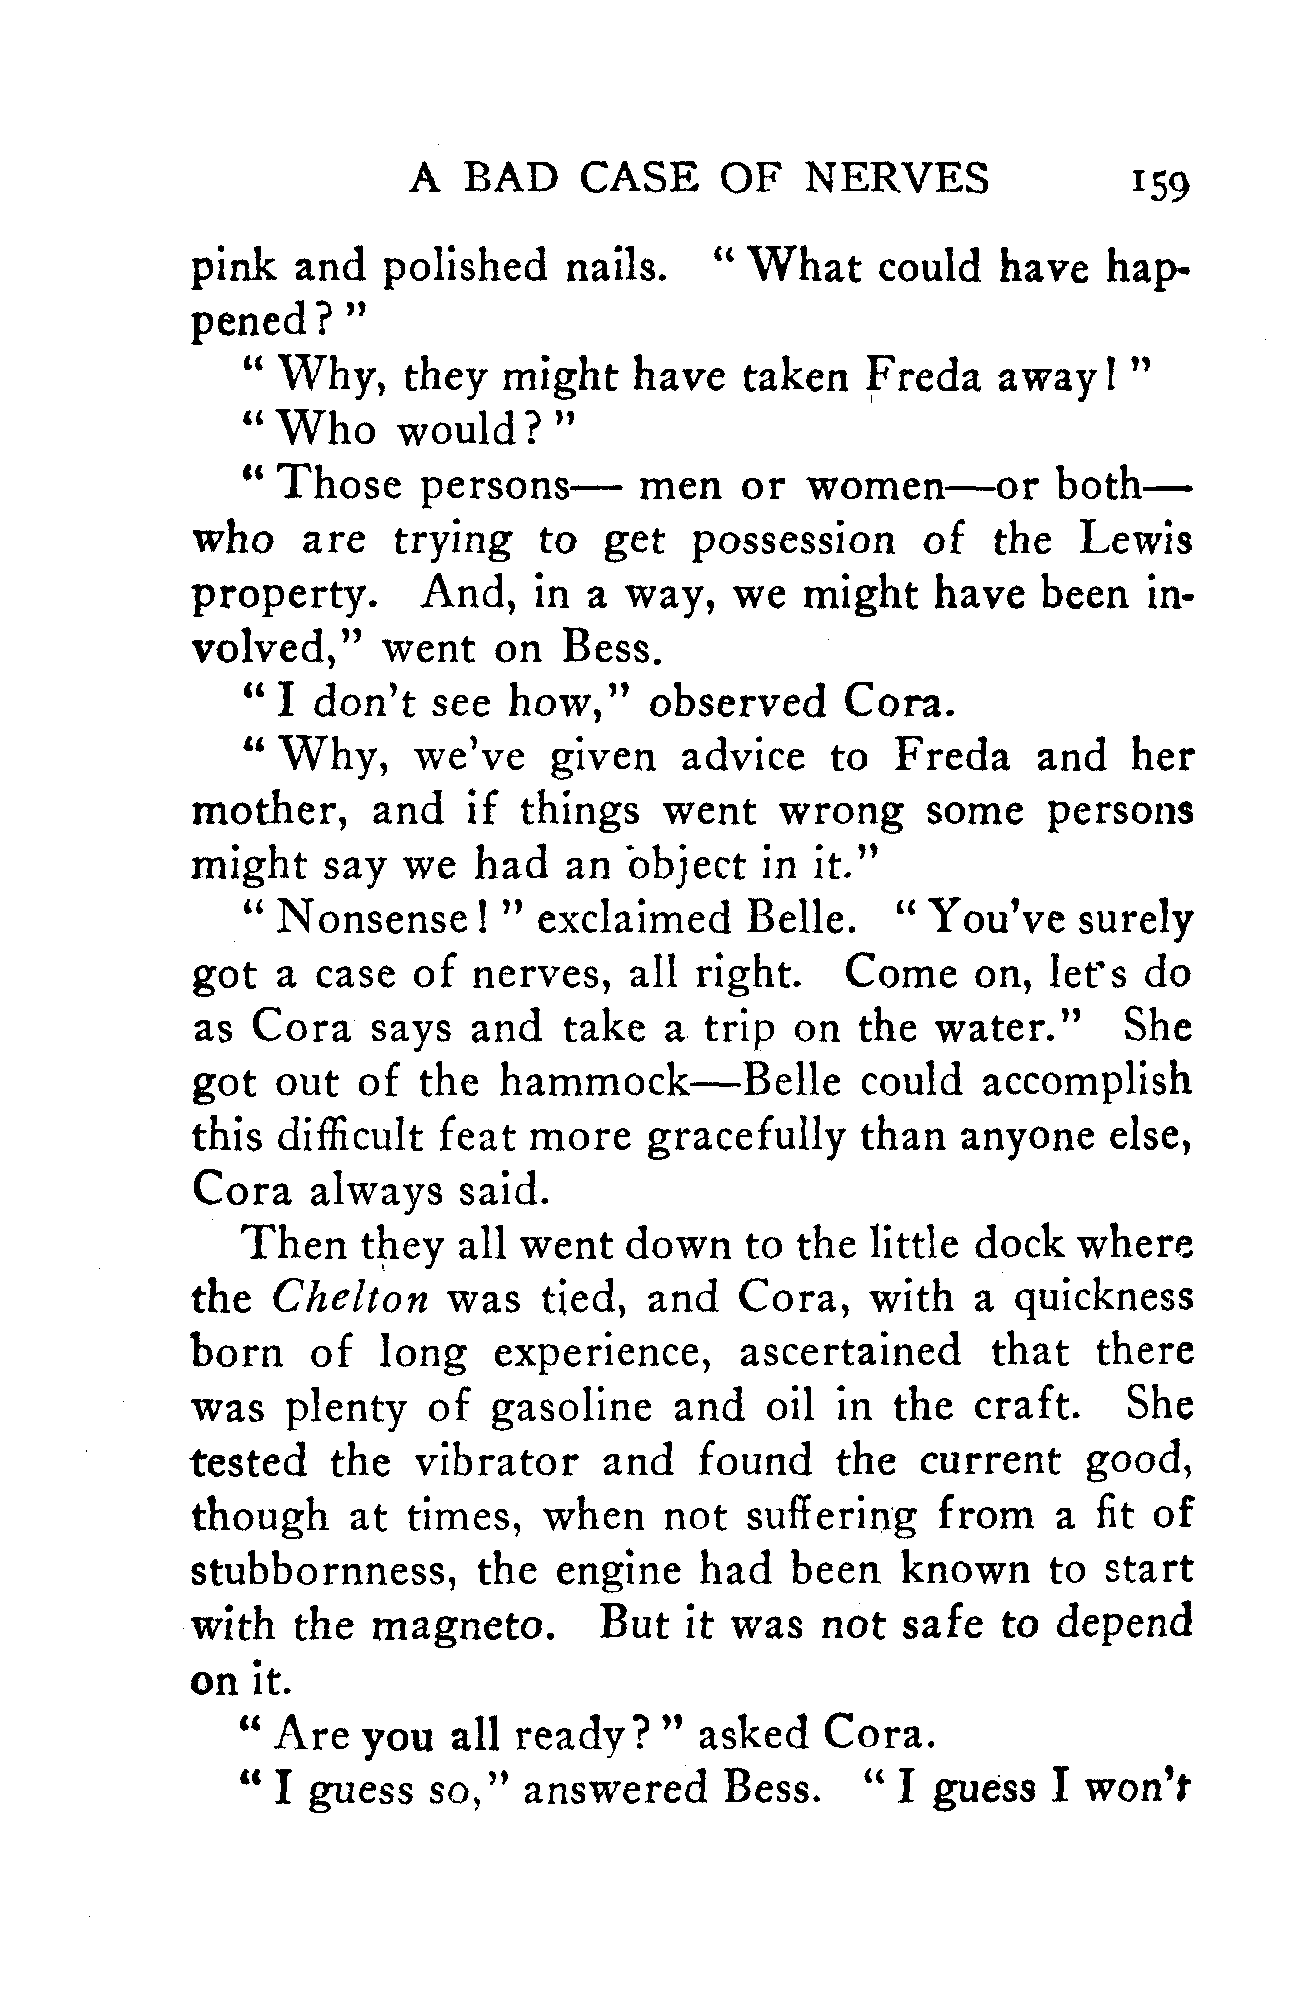 A BAD CASE OF NERVES 159
pink and polished nails. “ What could have hap-
pened? ”
“ Why, they might have taken Freda away! ”
“ Who would? ”
“ Those persons— men or women—or both—
who are trying to get possession of the Lewis
property. And, in a way, we might have been in-
volved,” went on Bess.
“ I don't see how,” observed Cora.
“ Why, we've given advice to Freda and her
mother, and if things went wrong some persons
might say we had an object in it.”
“ Nonsense! ” exclaimed Belle. “ You've surely
got a case of nerves, all right. Come on, let's do
as Cora says and take a trip on the water.” She
got out of the hammock—Belle could accomplish
this difficult feat more gracefully than anyone else,
Cora always said.
Then they all went down to the little dock where
the Chelton was tied, and Cora, with a quickness
born of long experience, ascertained that there
was plenty of gasoline and oil in the craft. She
tested the vibrator and found the current good,
though at times, when not suffering from a fit of
stubbornness, the engine had been known to start
with the magneto. But it was not safe to depend
on it.
“ Are you all ready? ” asked Cora.
“ I guess so,” answered Bess. “ I guess I won't